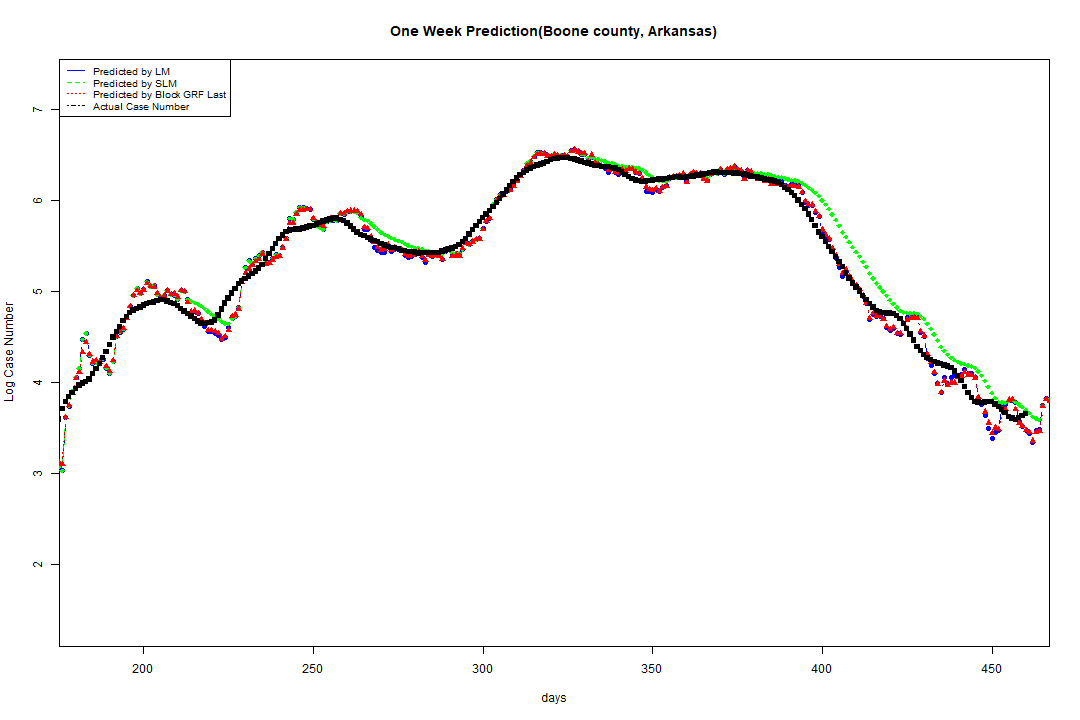 One Week Prediction(Boone county, Arkansas)
Predicted by LM
Predicted by SLM
Predicted by Block GRF Last
Actual Case Number
7
6
5
4
3
2
Log Case Number
200 250 300 350 400 450
days